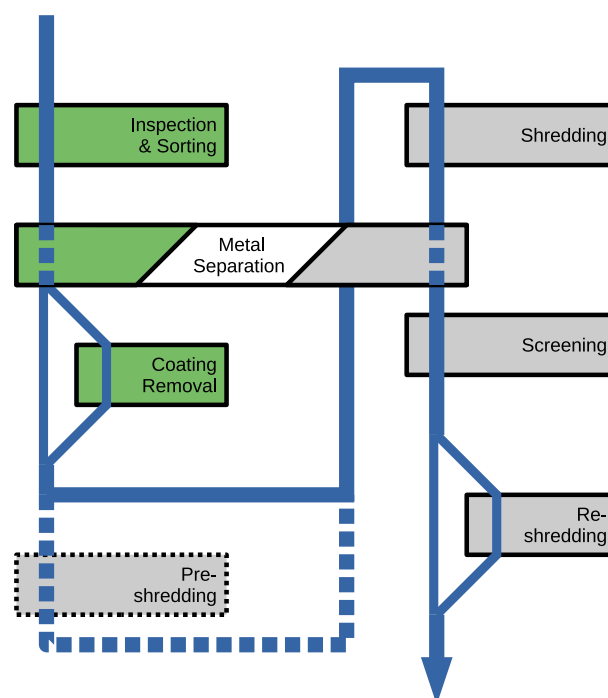 Inspection
& Sorting
Shredding
Metal
Separation
Coating
Removal
Screening
Pre-
shredding
Re-
shredding